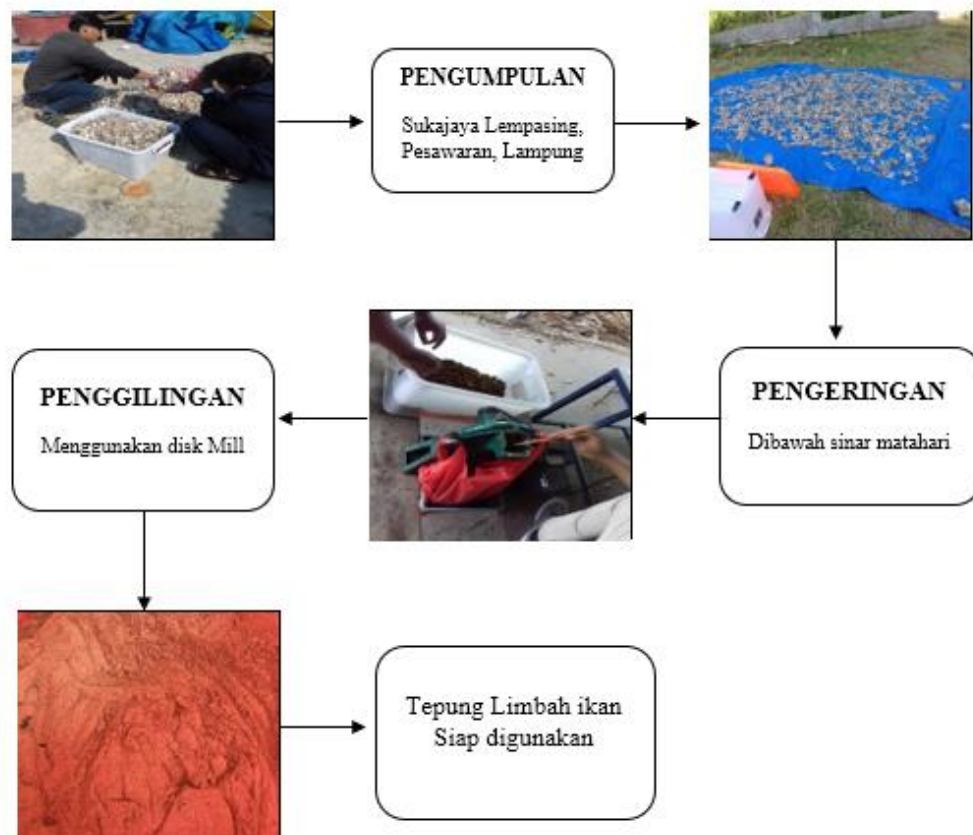 PENGUMPULAN
Sukajaya Lempasing,
Pesawaran, Lampung
PENGERINGAN
Dibawah sinar matahari
PENGGILINGAN
Menggunakan disk Mill
Tepung Limbah ikan
Siap digunakan